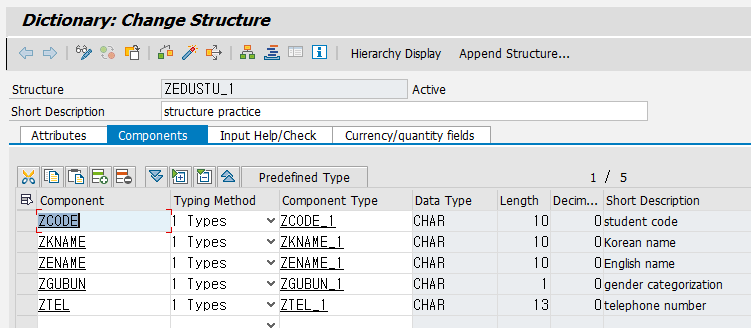 Dictionary: Change Structure
Hierarchy Display Append Structure...
Structure ZEDUSTU_1 Active
Short Description structure practice
Attributes Components Input Help/Check Currency/quantity fields
Predefined Type 1 / 5
Component Typing Method Component Type Data Type Length Decim... Short Description
ZCODE 1 Types ZCODE_1 CHAR 10 0 student code
ZKNAME 1 Types ZKNAME_1 CHAR 10 0 Korean name
ZENAME 1 Types ZENAME_1 CHAR 10 0 English name
ZGUBUN 1 Types ZGUBUN_1 CHAR 1 0 gender categorization
ZTEL 1 Types ZTEL_1 CHAR 13 0 telephone number